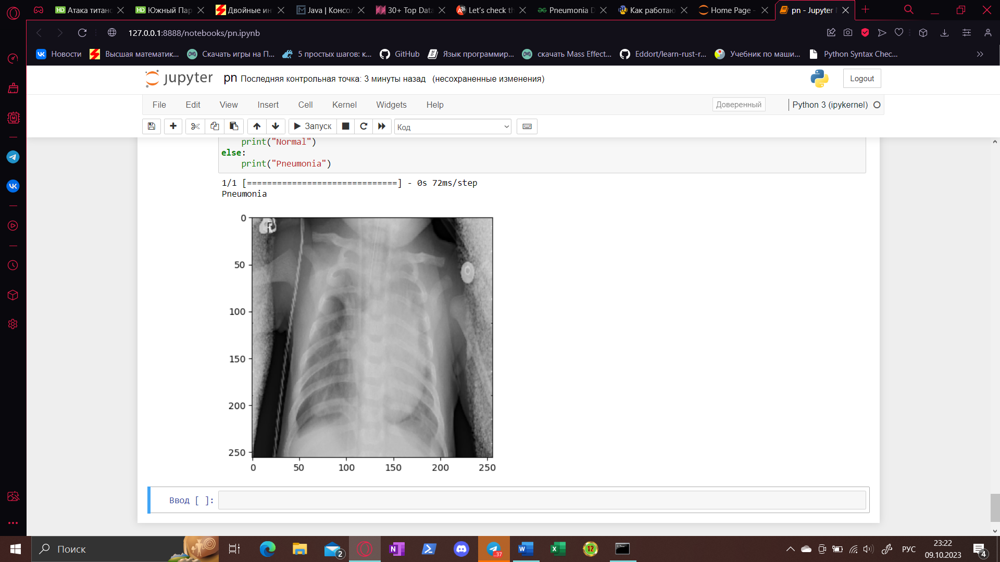 Атака титан
Южный Пар
Двойные ин
Java | Консо
30+ Top Data
Let's check th
Pneumonia D
Как работаю
Home Page -
pn - Jupyter
127.0.0.1:8888/notebooks/pn.ipynb
Новости
Высшая математик...
Скачать игры на П...
5 простых шагов: к...
GitHub
Язык программир...
скачать Mass Effect...
Eddort/learn-rust-r...
Учебник по маши...
Python Syntax Chec...
jupyter pn Последняя контрольная точка: 3 минуты назад (несохраненные изменения)
Logout
File Edit View Insert Cell Kernel Widgets Help
Доверенный
Python 3 (ipykernel)
Запуск
Код
print("Normal")
else:
print("Pneumonia")
1/1 [==============================] - 0s 72ms/step
Pneumonia
0
50
100
150
200
250
0 50 100 150 200 250
Ввод [ ]:
Поиск
2
12
..37
РУС
23:22
09.10.2023
4